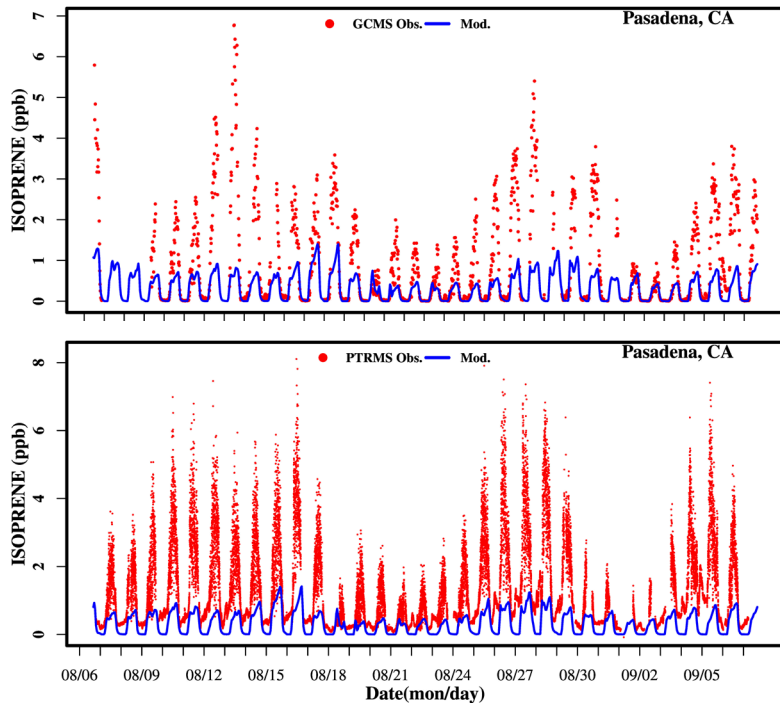 GCMS Obs. Mod. Pasadena, CA
ISOPRENE (ppb)
7
6
5
4
3
2
1
0
PTRMS Obs. Mod. Pasadena, CA
ISOPRENE (ppb)
8
6
4
2
0
08/06 08/09 08/12 08/15 08/18 08/21 08/24 08/27 08/30 09/02 09/05
Date(mon/day)